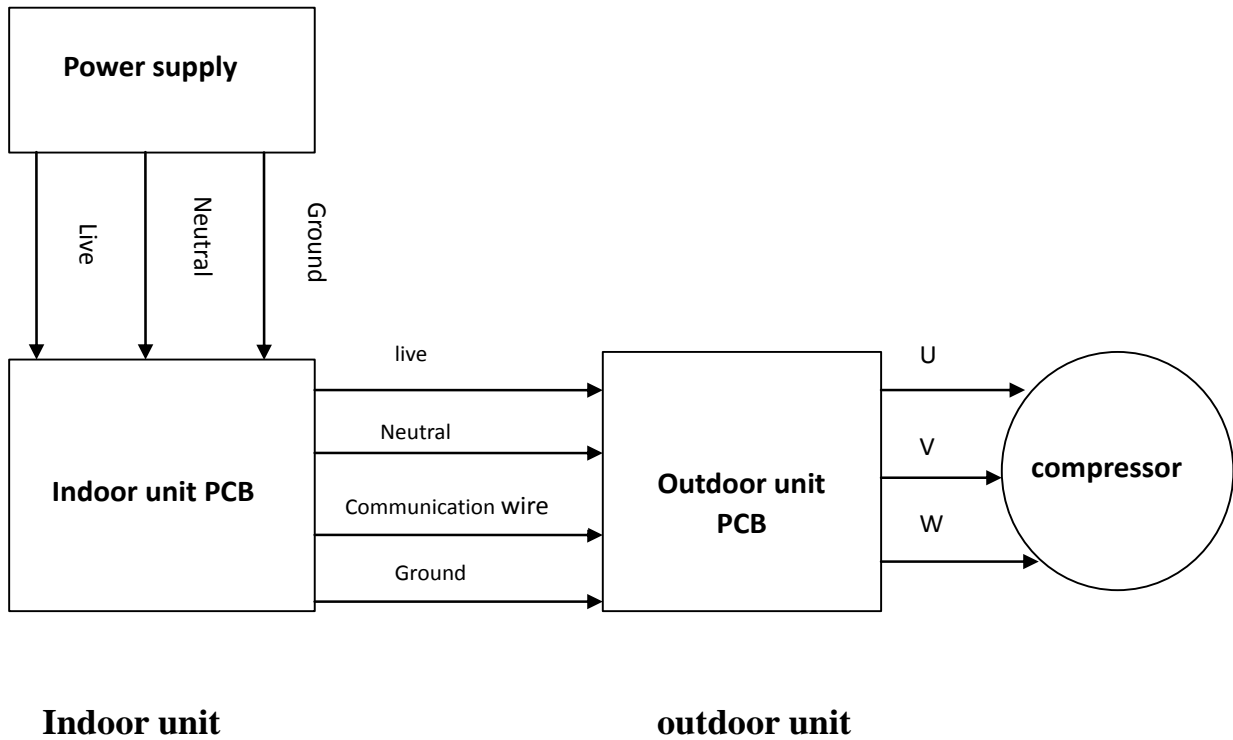 Power supply
Live
Neutral
Ground
live
Neutral
Communication wire
Ground
Indoor unit PCB
Outdoor unit
PCB
U
V
W
compressor
Indoor unit
outdoor unit